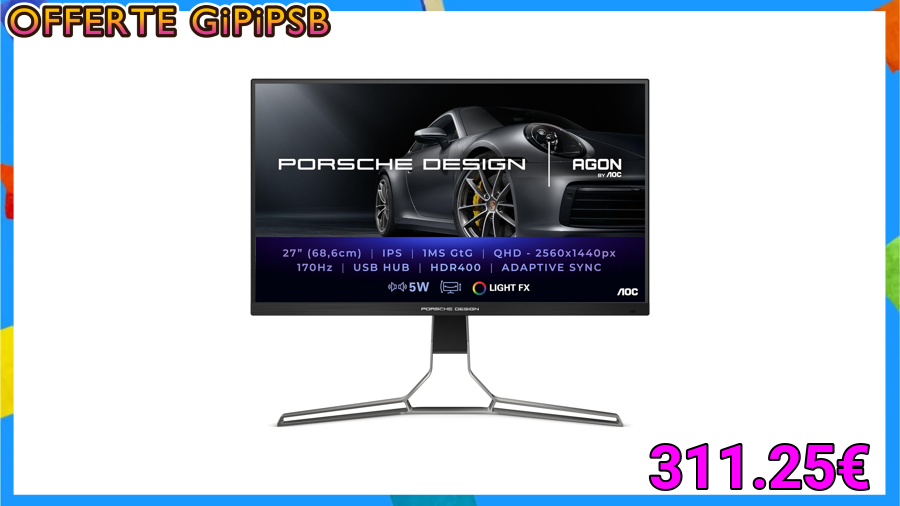 OFFERTE GiPiPSB
PORSCHE DESIGN
AGON
BY AOC
27" (68,6cm) | IPS | 1MS GtG | QHD - 2560x1440px
170Hz | USB HUB | HDR400 | ADAPTIVE SYNC
5W
LIGHT FX
AOC
PORSCHE DESIGN
311.25€